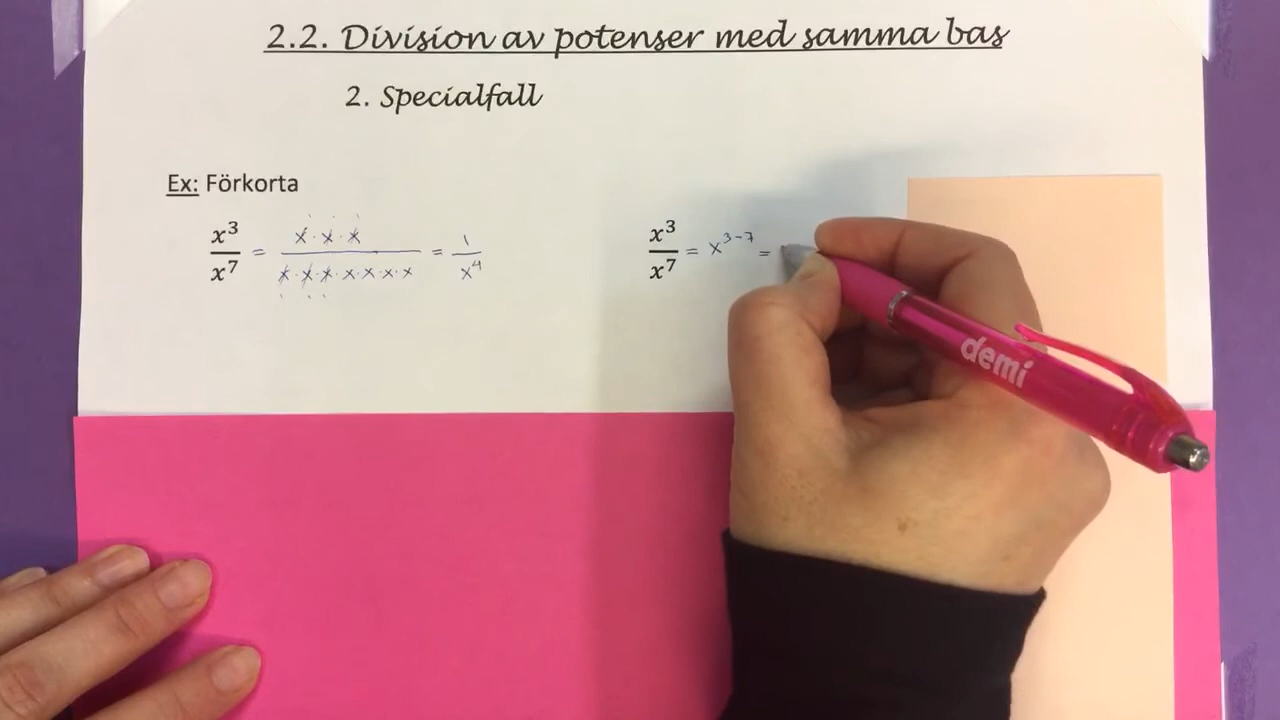 2.2. Division av potenser med samma bas
2. Specialfall
Ex: Förkorta
x³/x⁷ = x·x·x / x·x·x·x·x·x·x = 1/x⁴
x³/x⁷ = x³⁻⁷ =
demi